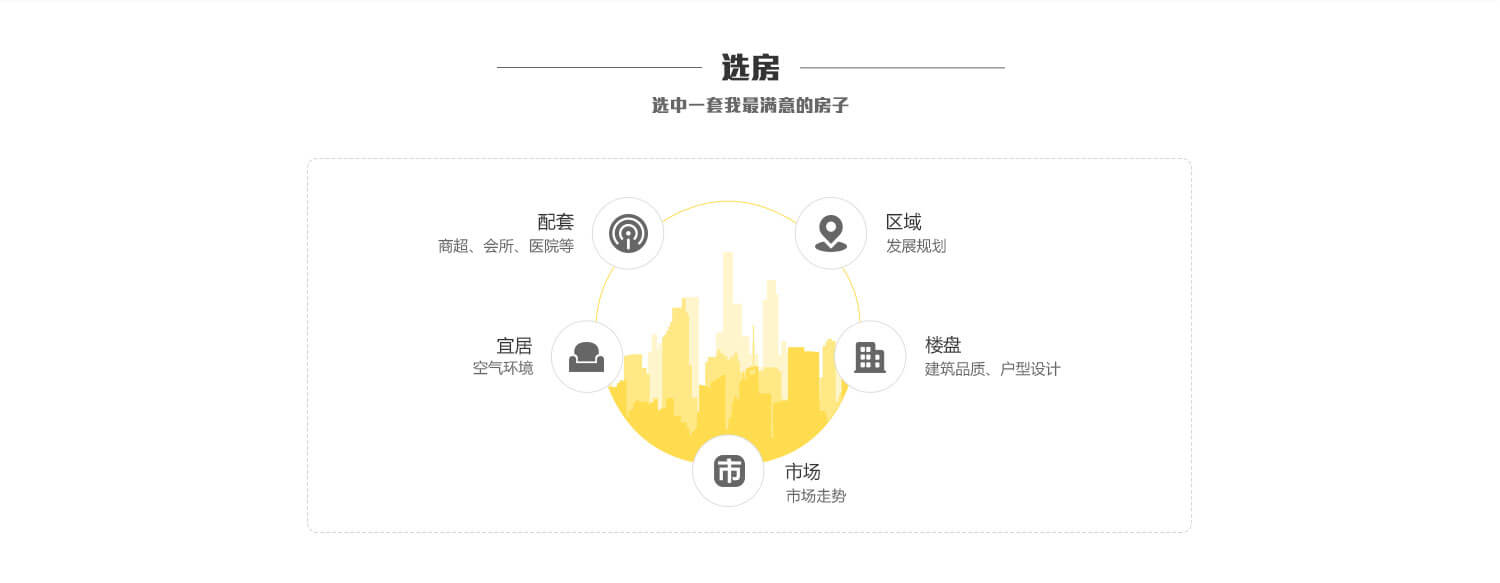 选房
选中一套我最满意的房子
配套
商超、会所、医院等
区域
发展规划
宜居
空气环境
楼盘
建筑品质、户型设计
市
市场
市场走势